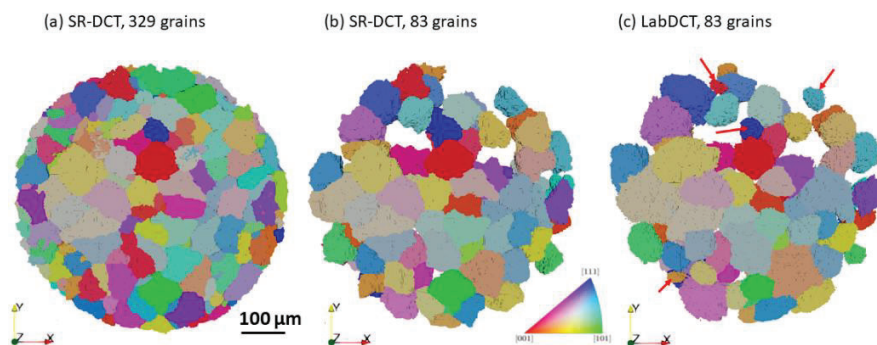 (a) SR-DCT, 329 grains
(b) SR-DCT, 83 grains
(c) LabDCT, 83 grains
100 μm
[111]
[001]
[101]
Y
Z
X
Y
Z
X
Y
Z
X